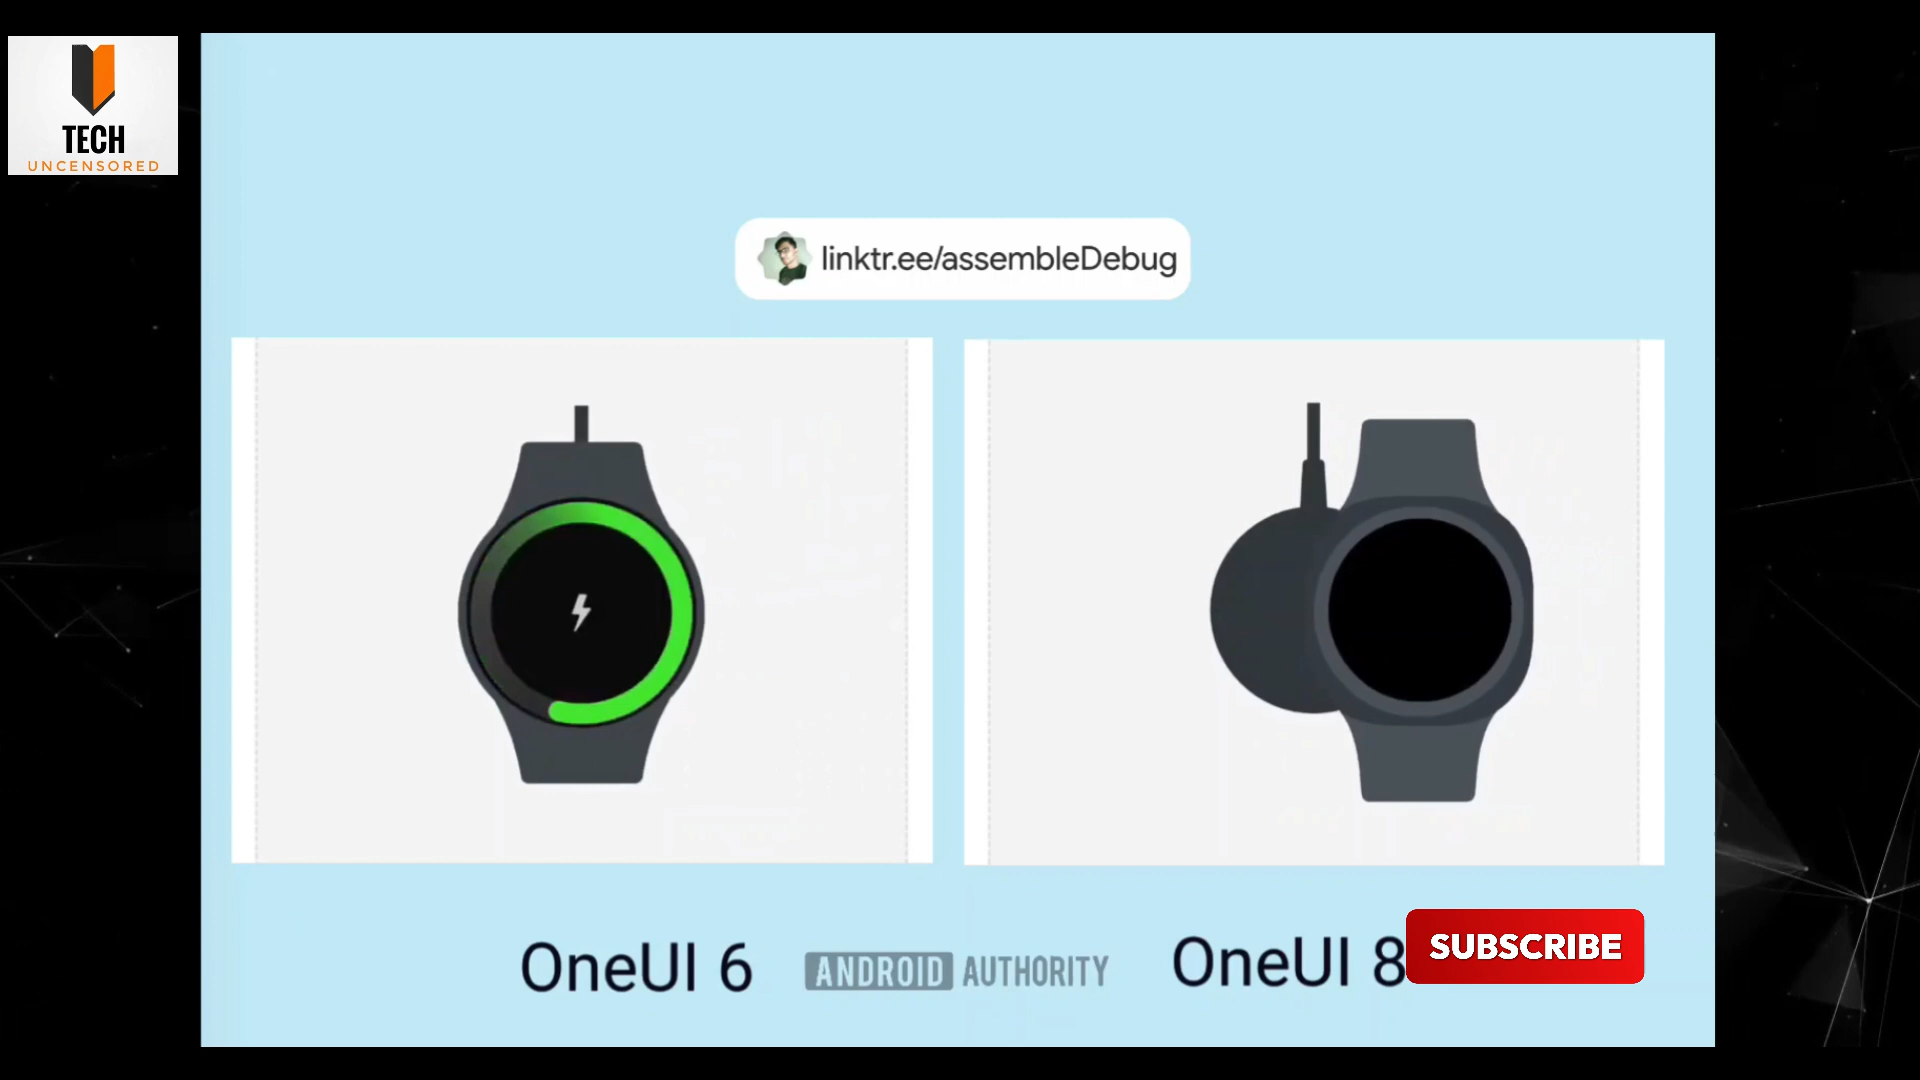 TECH
UNCENSORED
linktr.ee/assembleDebug
OneUI 6
ANDROID AUTHORITY
OneUI 8
SUBSCRIBE